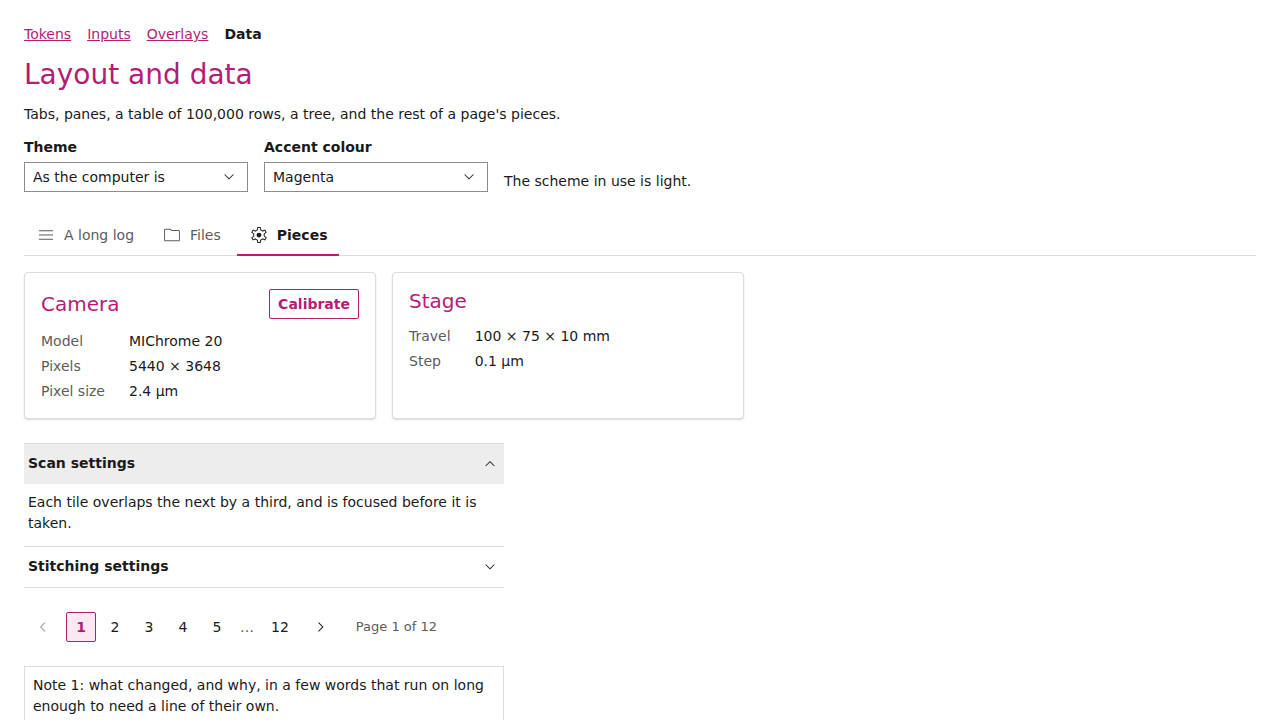 Tokens Inputs Overlays Data
Layout and data
Tabs, panes, a table of 100,000 rows, a tree, and the rest of a page's pieces.
Theme Accent colour
As the computer is Magenta The scheme in use is light.
A long log Files Pieces
Camera Calibrate
Model MIChrome 20
Pixels 5440 × 3648
Pixel size 2.4 µm
Stage
Travel 100 × 75 × 10 mm
Step 0.1 µm
Scan settings
Each tile overlaps the next by a third, and is focused before it is
taken.
Stitching settings
1 2 3 4 5 … 12 Page 1 of 12
Note 1: what changed, and why, in a few words that run on long
enough to need a line of their own.